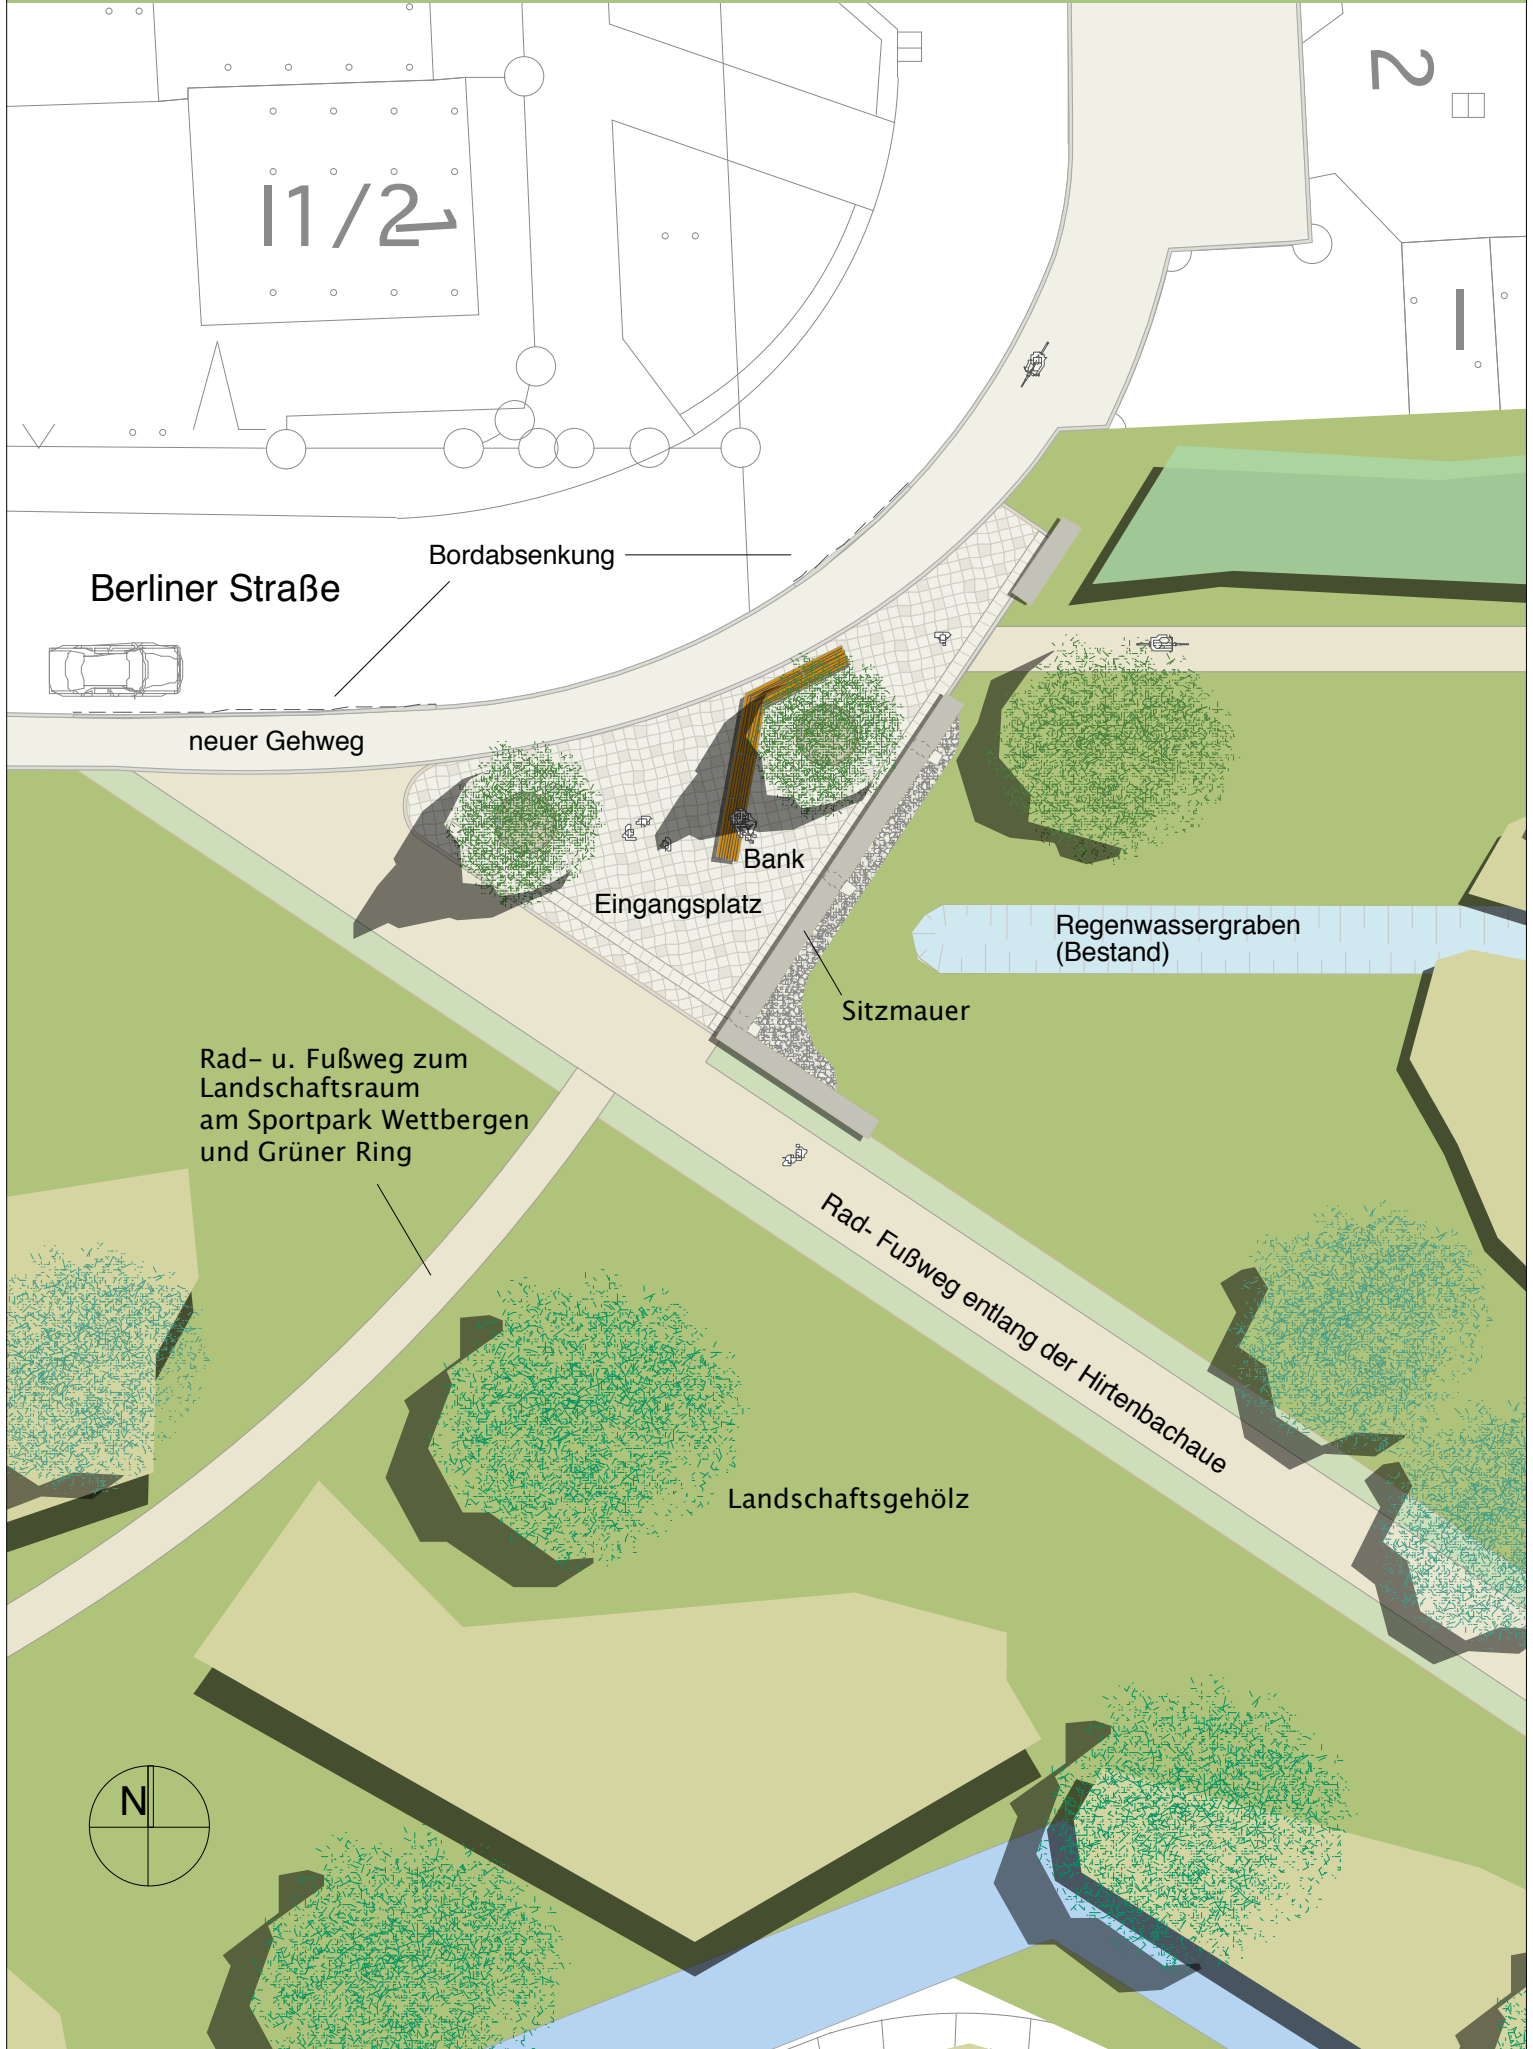 2
I1/2
1
I
Bordabsenkung
Berliner Straße
neuer Gehweg
Bank
Eingangsplatz
Regenwassergraben
(Bestand)
Sitzmauer
Rad– u. Fußweg zum
Landschaftsraum
am Sportpark Wettbergen
und Grüner Ring
Rad- Fußweg entlang der Hirtenbachaue
Landschaftsgehölz
N